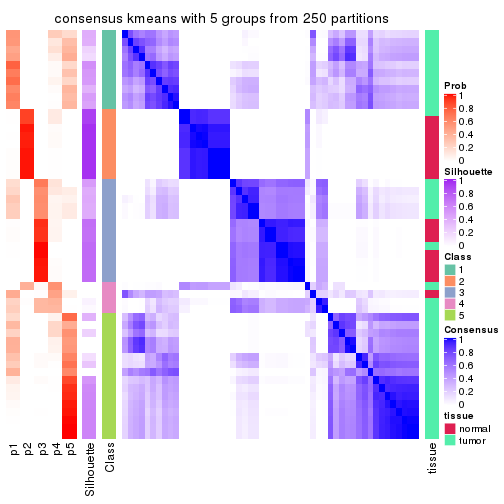 consensus kmeans with 5 groups from 250 partitions
Prob
1
0.8
0.6
0.4
0.2
0
Silhouette
1
0.8
0.6
0.4
0.2
0
Class
1
2
3
4
5
Consensus
1
0.8
0.6
0.4
0.2
0
tissue
normal
tumor
p1
p2
p3
p4
p5
Silhouette
Class
tissue